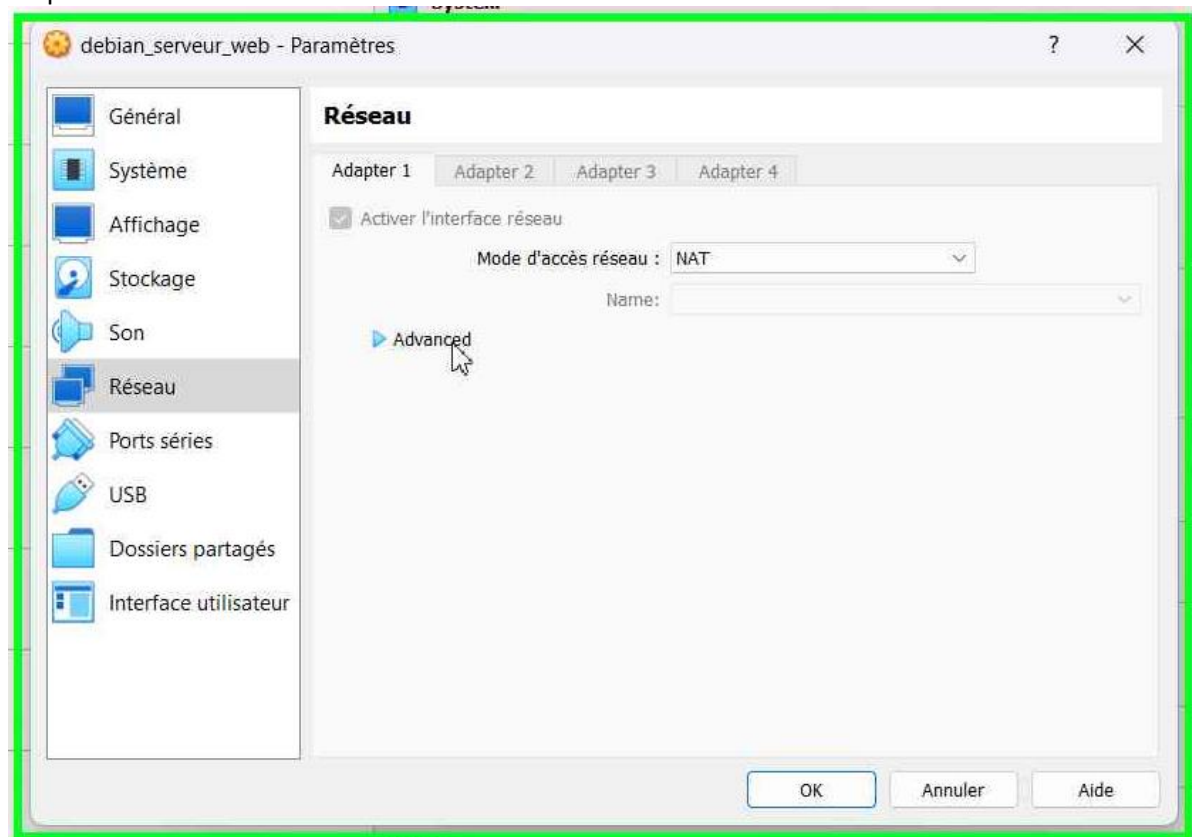 debian_serveur_web - Paramètres
?
Général
Système
Affichage
Stockage
Son
Réseau
Ports séries
USB
Dossiers partagés
Interface utilisateur
Réseau
Adapter 1 Adapter 2 Adapter 3 Adapter 4
Activer l'interface réseau
Mode d'accès réseau : NAT
Name:
Advanced
OK Annuler Aide